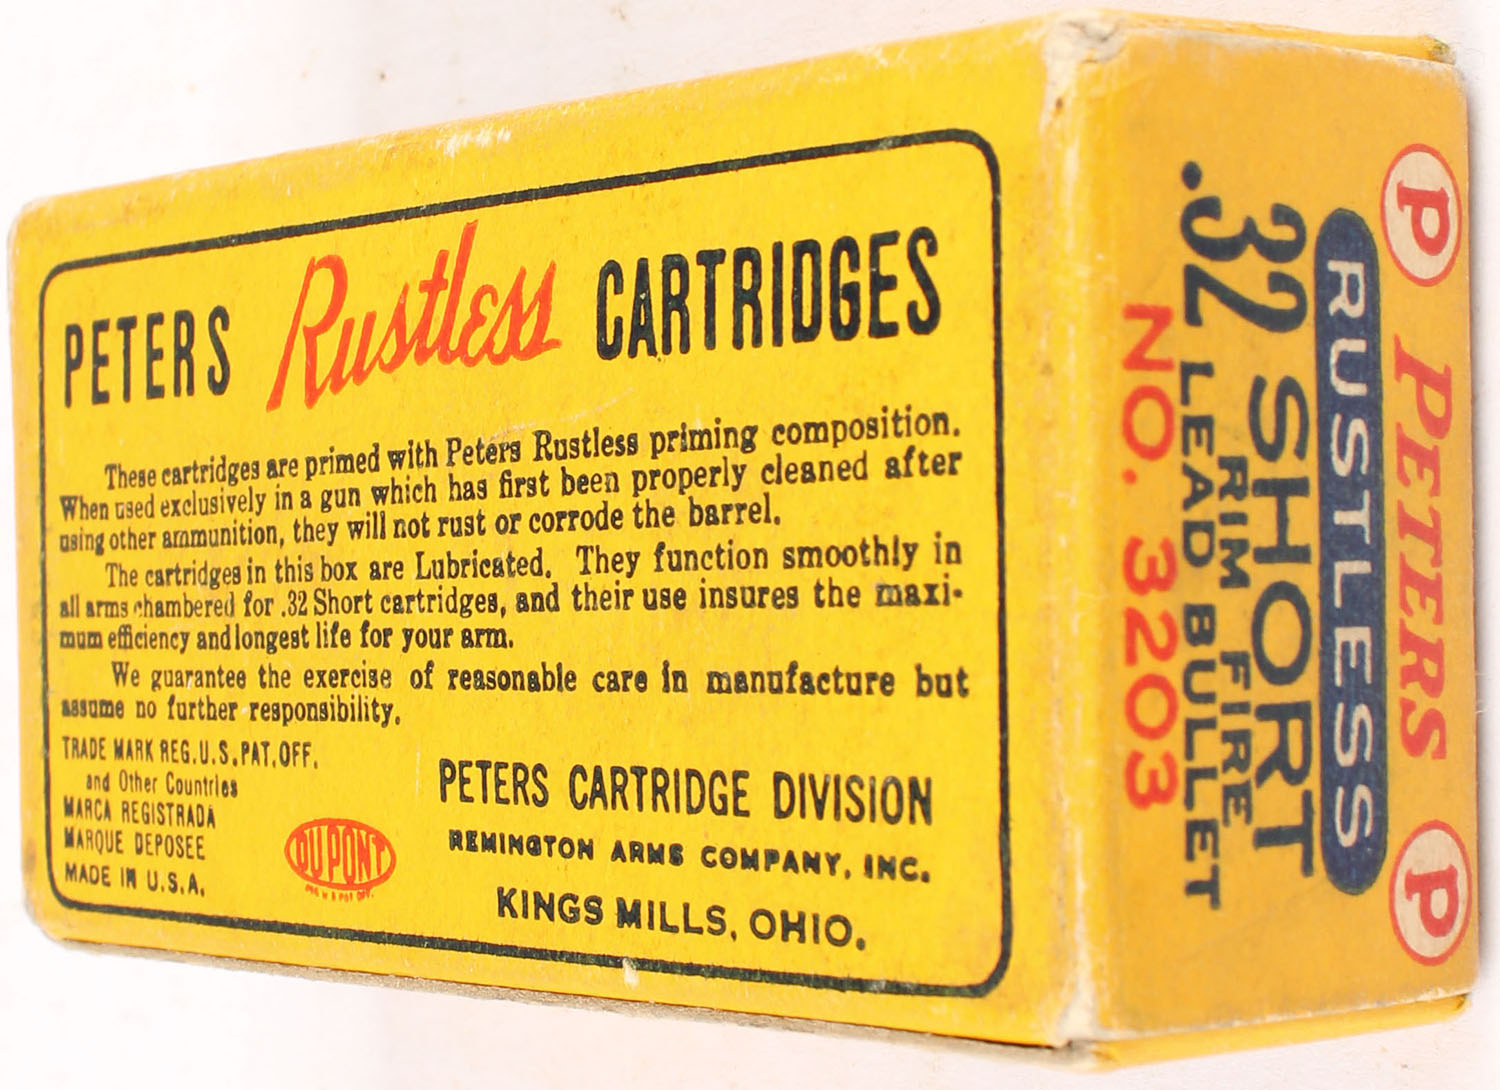 PETERS Rustless CARTRIDGES
These cartridges are primed with Peters Rustless priming composition.
When used exclusively in a gun which has first been properly cleaned after
using other ammunition, they will not rust or corrode the barrel.
The cartridges in this box are Lubricated. They function smoothly in
all arms chambered for .32 Short cartridges, and their use insures the maxi-
mum efficiency and longest life for your arm.
We guarantee the exercise of reasonable care in manufacture but
assume no further responsibility.
TRADE MARK REG. U.S. PAT. OFF.
and Other Countries
MARCA REGISTRADA
MARQUE DEPOSEE
MADE IN U.S.A.
DU PONT
PETERS CARTRIDGE DIVISION
REMINGTON ARMS COMPANY, INC.
KINGS MILLS, OHIO.
P PETERS P
RUSTLESS
.32 SHORT
RIM FIRE
LEAD BULLET
NO. 3203